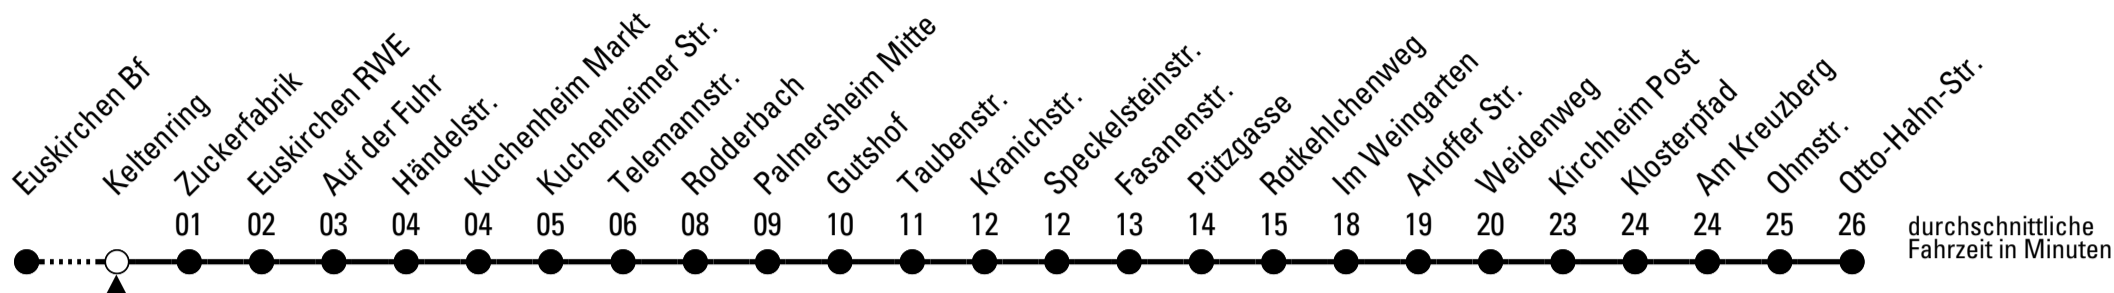 Euskirchen Bf
Keltenring
Zuckerfabrik
Euskirchen RWE
Auf der Fuhr
Händelstr.
Kuchenheim Markt
Kuchenheimer Str.
Telemannstr.
Rodderbach
Palmersheim Mitte
Gutshof
Taubenstr.
Kranichstr.
Speckelsteinstr.
Fasanenstr.
Pützgasse
Rotkehlchenweg
Im Weingarten
Arloffer Str.
Weidenweg
Kirchheim Post
Klosterpfad
Am Kreuzberg
Ohmstr.
Otto-Hahn-Str.
01 02 03 04 04 05 06 08 09 10 11 12 12 13 14 15 18 19 20 23 24 24 25 26
durchschnittliche
Fahrzeit in Minuten